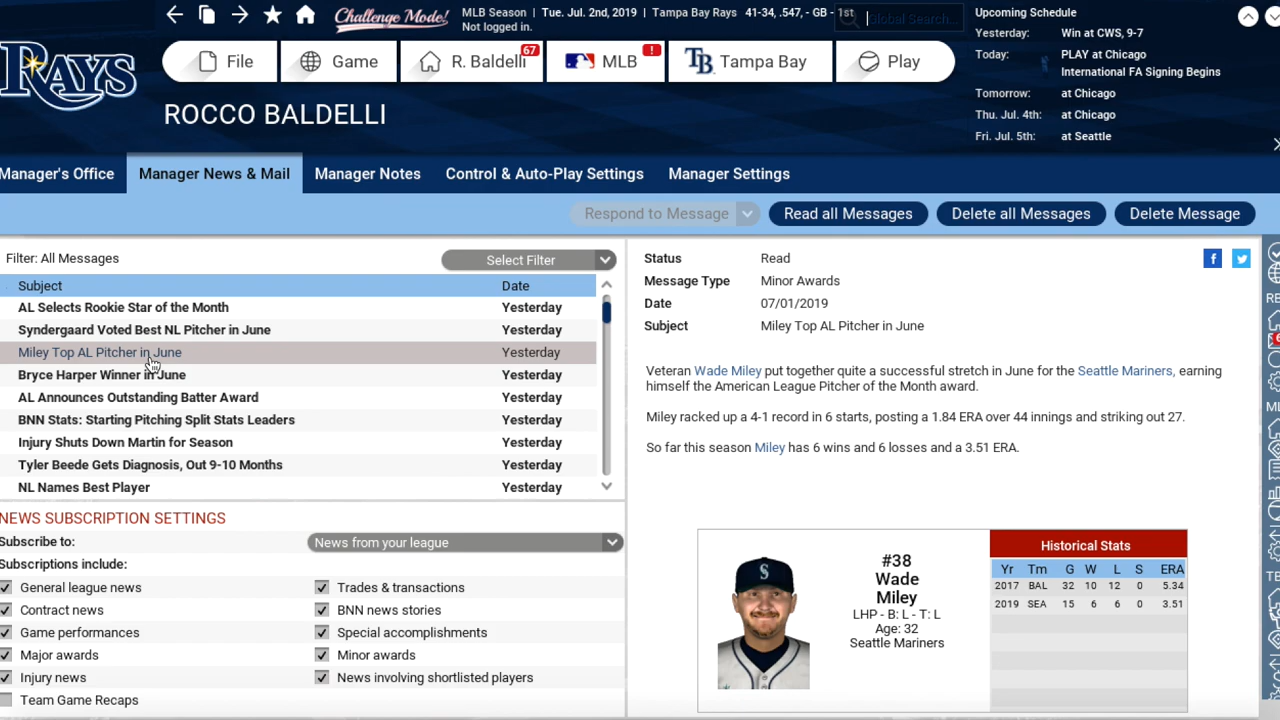 Challenge Mode!
MLB Season | Tue. Jul. 2nd, 2019 | Tampa Bay Rays 41-34, .547, - GB - 1st
Not logged in.
Global Search...
Upcoming Schedule
Yesterday: Win at CWS, 9-7
Today: PLAY at Chicago
International FA Signing Begins
Tomorrow: at Chicago
Thu. Jul. 4th: at Chicago
Fri. Jul. 5th: at Seattle
RAYS
File
Game
R. Baldelli
67
MLB
!
TB Tampa Bay
Play
ROCCO BALDELLI
Manager's Office
Manager News & Mail
Manager Notes
Control & Auto-Play Settings
Manager Settings
Respond to Message
Read all Messages
Delete all Messages
Delete Message
Filter: All Messages
Select Filter
Subject Date
AL Selects Rookie Star of the Month Yesterday
Syndergaard Voted Best NL Pitcher in June Yesterday
Miley Top AL Pitcher in June Yesterday
Bryce Harper Winner in June Yesterday
AL Announces Outstanding Batter Award Yesterday
BNN Stats: Starting Pitching Split Stats Leaders Yesterday
Injury Shuts Down Martin for Season Yesterday
Tyler Beede Gets Diagnosis, Out 9-10 Months Yesterday
NL Names Best Player Yesterday
NEWS SUBSCRIPTION SETTINGS
Subscribe to: News from your league
Subscriptions include:
General league news Trades & transactions
Contract news BNN news stories
Game performances Special accomplishments
Major awards Minor awards
Injury news News involving shortlisted players
Team Game Recaps
Status Read
Message Type Minor Awards
Date 07/01/2019
Subject Miley Top AL Pitcher in June
Veteran Wade Miley put together quite a successful stretch in June for the Seattle Mariners, earning
himself the American League Pitcher of the Month award.
Miley racked up a 4-1 record in 6 starts, posting a 1.84 ERA over 44 innings and striking out 27.
So far this season Miley has 6 wins and 6 losses and a 3.51 ERA.
#38
Wade
Miley
LHP - B: L - T: L
Age: 32
Seattle Mariners
Historical Stats
Yr Tm G W L S ERA
2017 BAL 32 10 12 0 5.34
2019 SEA 15 6 6 0 3.51